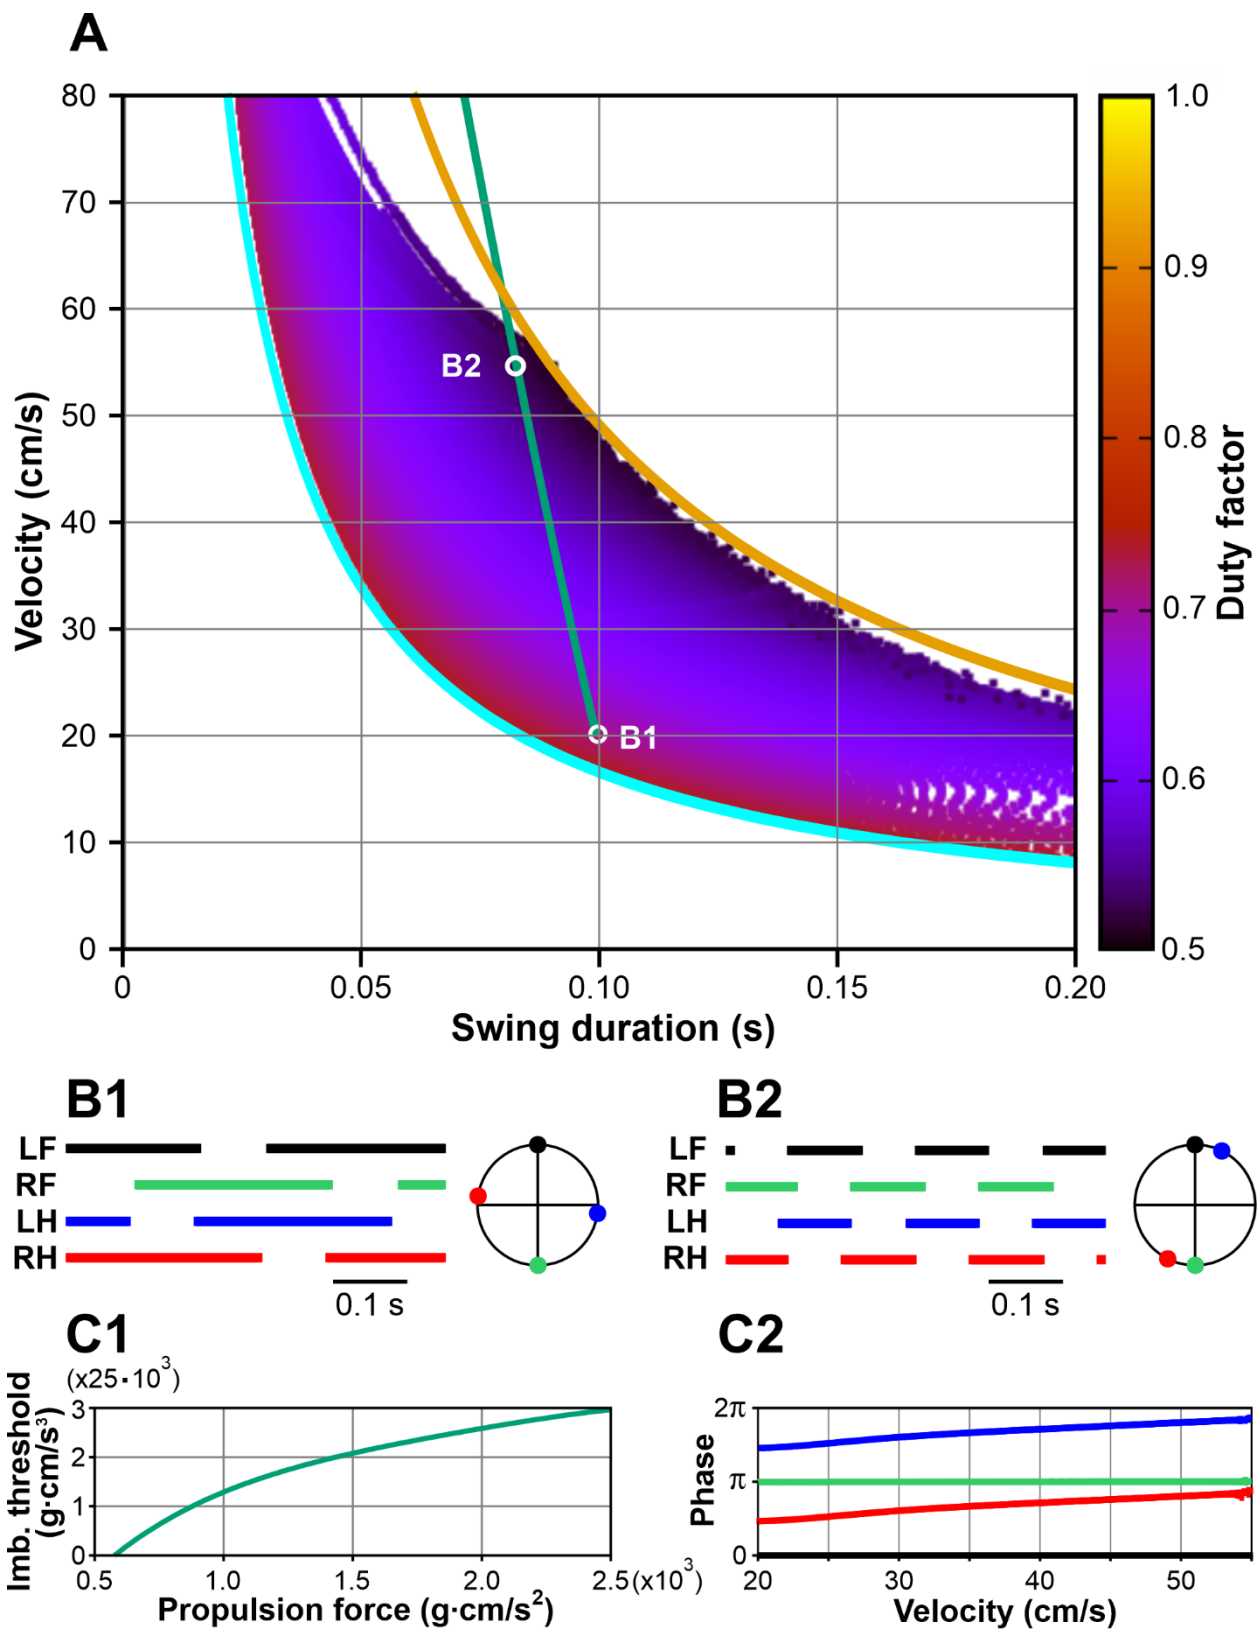 A
80
70
60
50
40
30
20
10
0
Velocity (cm/s)
0 0.05 0.10 0.15 0.20
Swing duration (s)
B2
B1
1.0
0.9
0.8
0.7
0.6
0.5
Duty factor
B1
LF
RF
LH
RH
0.1 s
B2
LF
RF
LH
RH
0.1 s
C1
(x25·10³)
3
2
1
0
Imb. threshold
(g·cm/s³)
0.5 1.0 1.5 2.0 2.5 (x10³)
Propulsion force (g·cm/s²)
C2
2π
π
0
Phase
20 30 40 50
Velocity (cm/s)